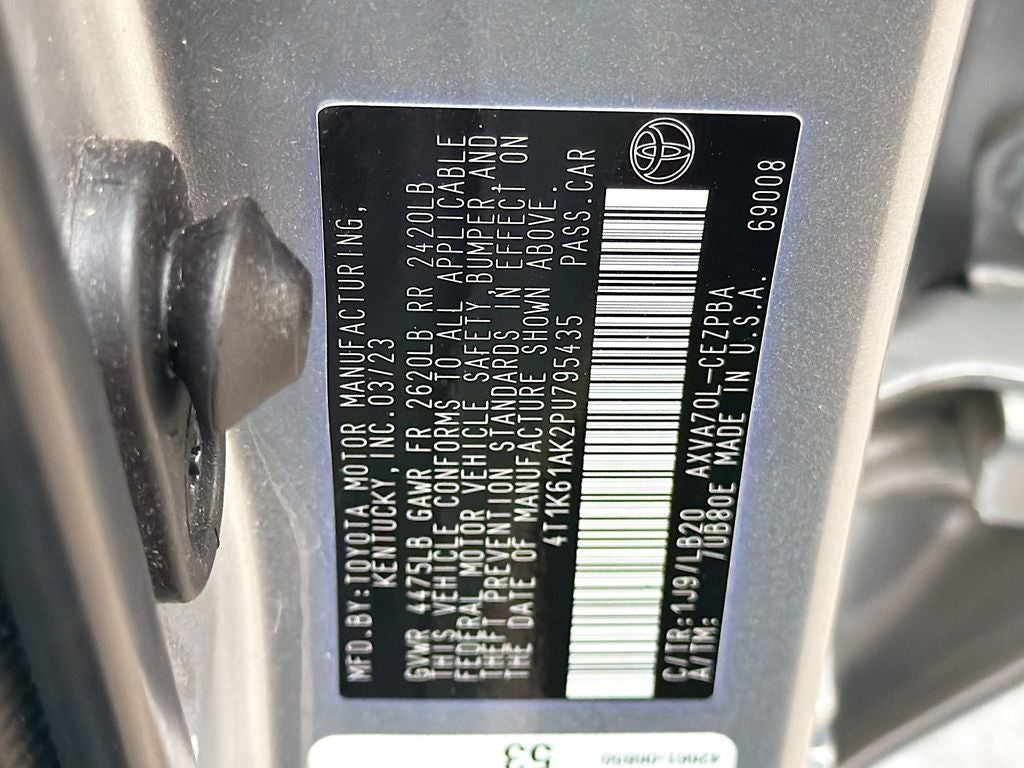 MFD.BY:TOYOTA MOTOR MANUFACTURING,
KENTUCKY,INC.03/23
GVWR 4475LB GAWR FR 2620LB RR 2420LB
THIS VEHICLE CONFORMS TO ALL APPLICABLE
FEDERAL MOTOR VEHICLE SAFETY, BUMPER, AND
THEFT PREVENTION STANDARDS IN EFFECT ON
THE DATE OF MANUFACTURE SHOWN ABOVE.
4T1K61AK2PU795435 PASS.CAR
C/TR:1J9/LB20 AXVA70L-CEZPBA
A/TM: 7UB80E MADE IN U.S.A. 69008
53